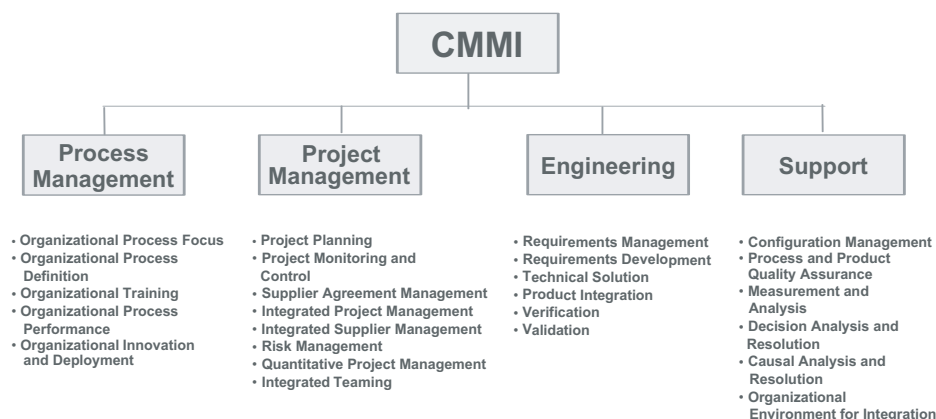 CMMI
Process
Management
Project
Management
Engineering
Support
• Organizational Process Focus
• Organizational Process
Definition
• Organizational Training
• Organizational Process
Performance
• Organizational Innovation
and Deployment
• Project Planning
• Project Monitoring and
Control
• Supplier Agreement Management
• Integrated Project Management
• Integrated Supplier Management
• Risk Management
• Quantitative Project Management
• Integrated Teaming
• Requirements Management
• Requirements Development
• Technical Solution
• Product Integration
• Verification
• Validation
• Configuration Management
• Process and Product
Quality Assurance
• Measurement and
Analysis
• Decision Analysis and
Resolution
• Causal Analysis and
Resolution
• Organizational
Environment for Integration